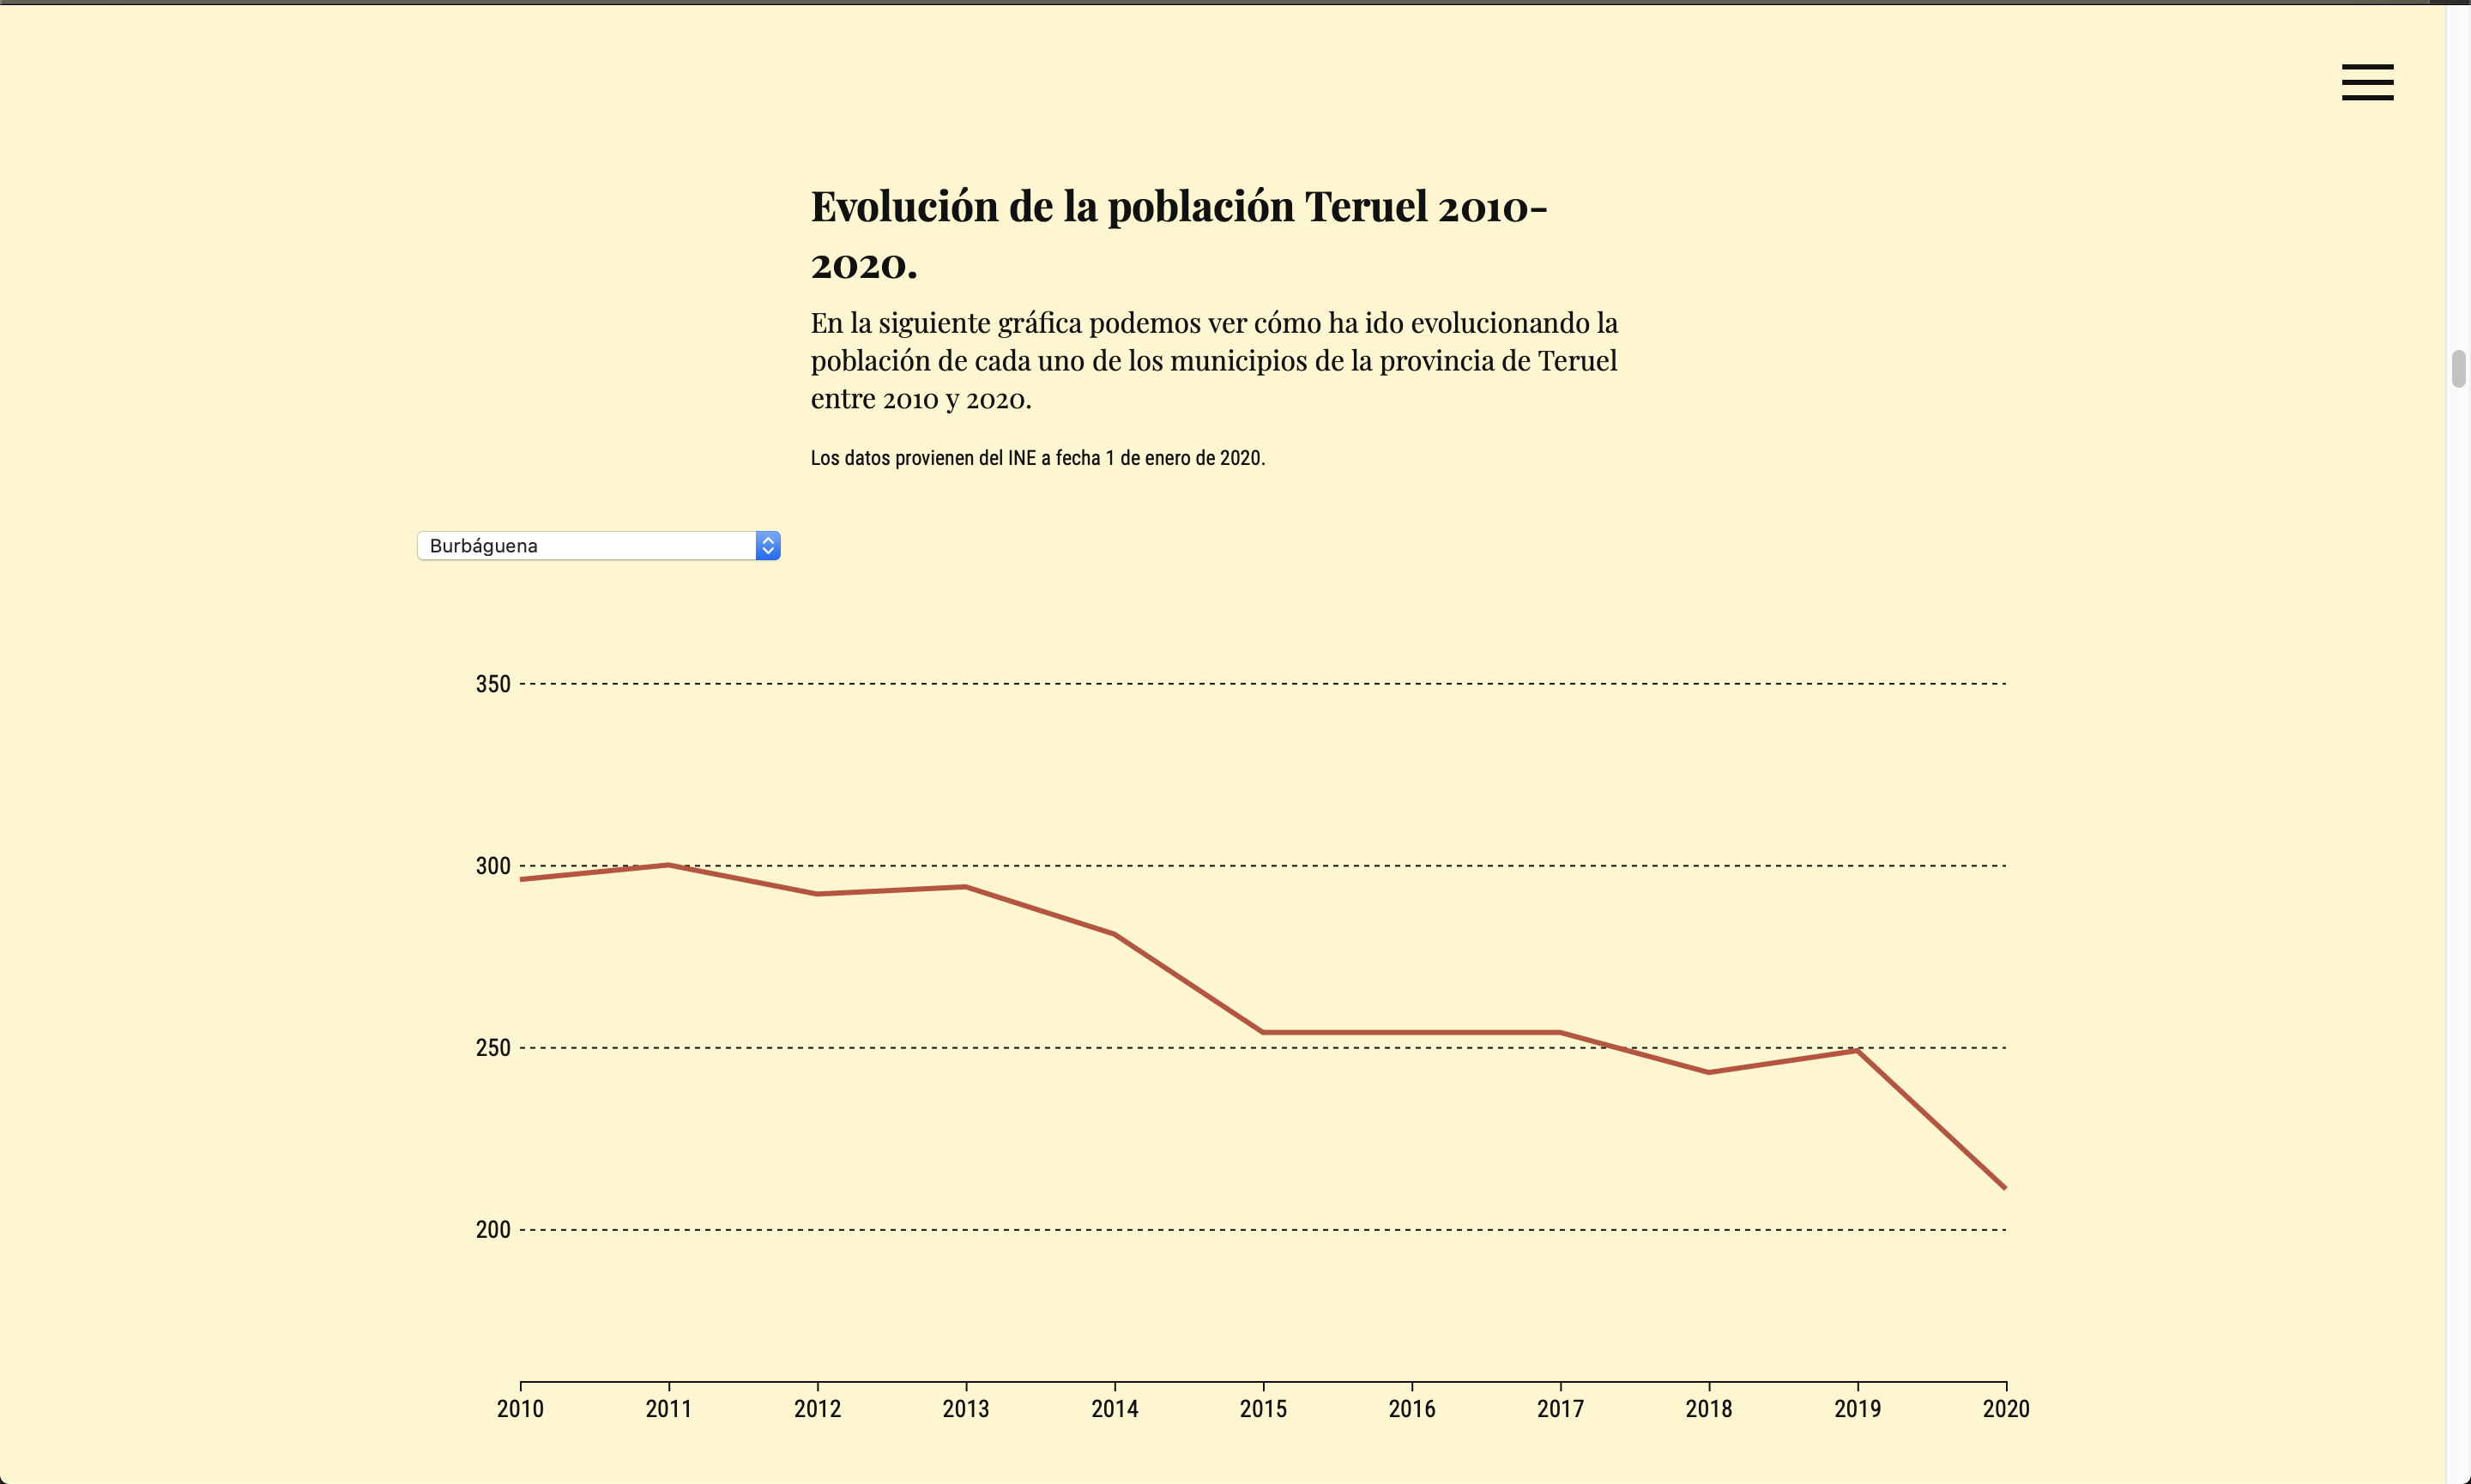 Evolución de la población Teruel 2010-
2020.
En la siguiente gráfica podemos ver cómo ha ido evolucionando la
población de cada uno de los municipios de la provincia de Teruel
entre 2010 y 2020.
Los datos provienen del INE a fecha 1 de enero de 2020.
Burbáguena
350
300
250
200
2010 2011 2012 2013 2014 2015 2016 2017 2018 2019 2020